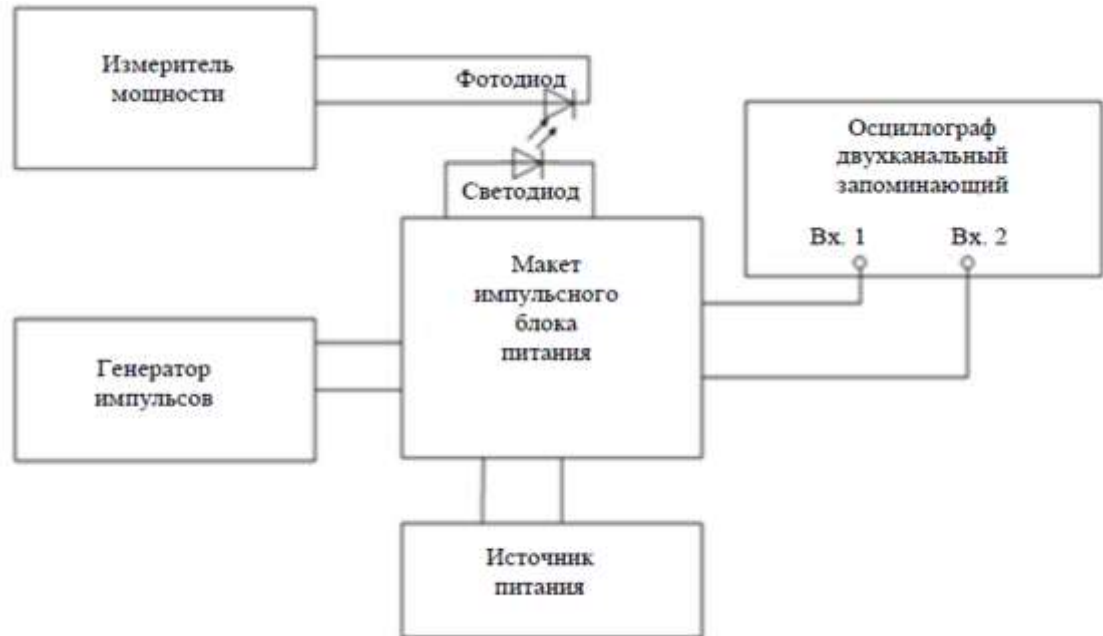 Измеритель
мощности
Фотодиод
Светодиод
Осциллограф
двухканальный
запоминающий
Вх. 1
Вх. 2
Макет
импульсного
блока
питания
Генератор
импульсов
Источник
питания